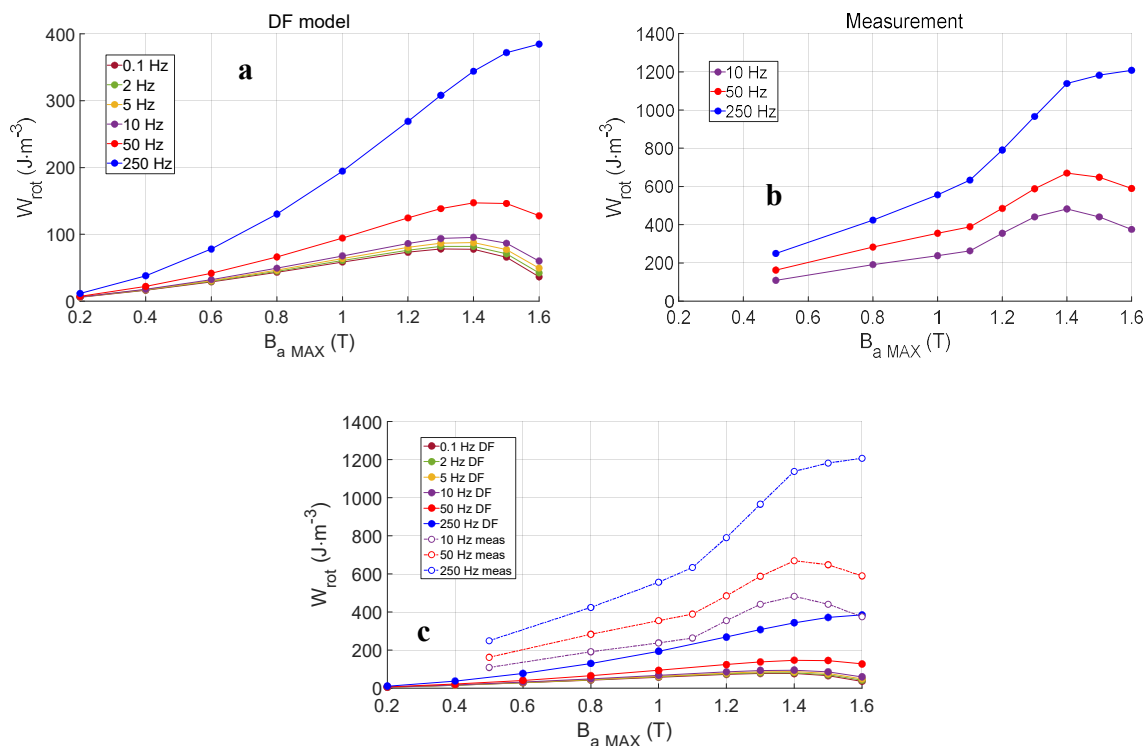 DF model
400
300
200
100
0
W_rot (J·m^-3)
0.1 Hz
2 Hz
5 Hz
10 Hz
50 Hz
250 Hz
a
0.2 0.4 0.6 0.8 1 1.2 1.4 1.6
B_a MAX (T)
Measurement
1400
1200
1000
800
600
400
200
0
W_rot (J·m^-3)
10 Hz
50 Hz
250 Hz
b
0.2 0.4 0.6 0.8 1 1.2 1.4 1.6
B_a MAX (T)
1400
1200
1000
800
600
400
200
0
W_rot (J·m^-3)
0.1 Hz DF
2 Hz DF
5 Hz DF
10 Hz DF
50 Hz DF
250 Hz DF
10 Hz meas
50 Hz meas
250 Hz meas
c
0.2 0.4 0.6 0.8 1 1.2 1.4 1.6
B_a MAX (T)